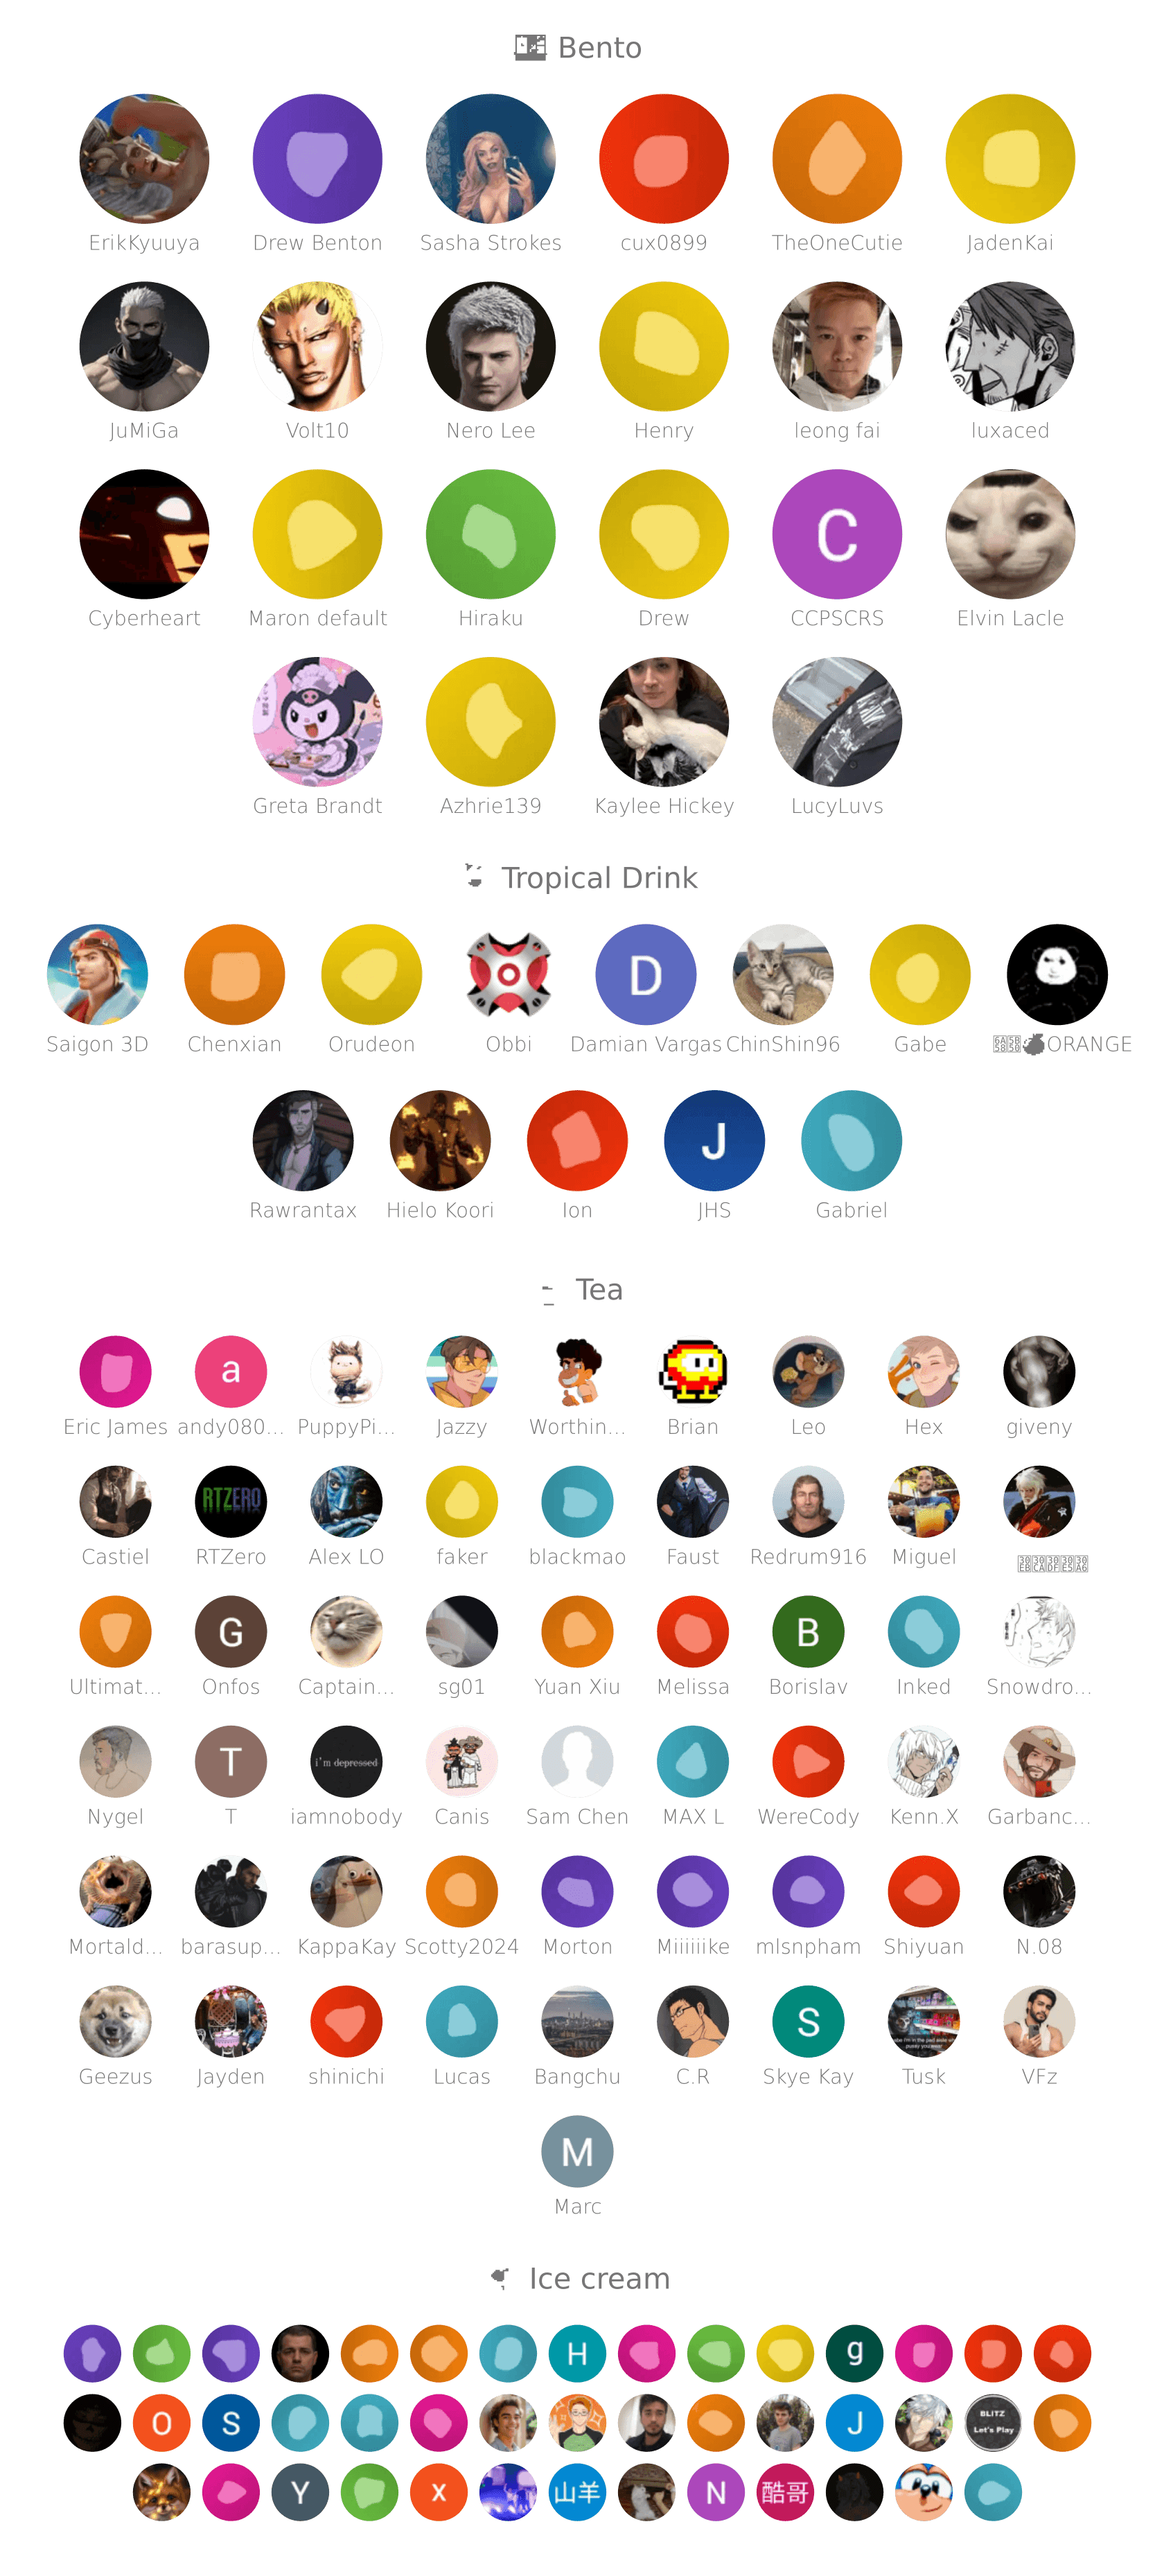 Bento
ErikKyuuya Drew Benton Sasha Strokes cux0899 TheOneCutie JadenKai
JuMiGa Volt10 Nero Lee Henry leong fai luxaced
C
Cyberheart Maron default Hiraku Drew CCPSCRS Elvin Lacle
Greta Brandt Azhrie139 Kaylee Hickey LucyLuvs
Tropical Drink
D
Saigon 3D Chenxian Orudeon Obbi Damian Vargas ChinShin96 Gabe ORANGE
J
Rawrantax Hielo Koori Ion JHS Gabriel
Tea
a
Eric James andy080... PuppyPi... Jazzy Worthin... Brian Leo Hex giveny
RTZERO
Castiel RTZero Alex LO faker blackmao Faust Redrum916 Miguel
G B
Ultimat... Onfos Captain... sg01 Yuan Xiu Melissa Borislav Inked Snowdro...
T i'm depressed
Nygel T iamnobody Canis Sam Chen MAX L WereCody Kenn.X Garbanc...
Mortald... barasup... KappaKay Scotty2024 Morton Miiiiiike mlsnpham Shiyuan N.08
S
Geezus Jayden shinichi Lucas Bangchu C.R Skye Kay Tusk VFz
M
Marc
Ice cream
H g
O S J BLITZ
Let's Play
Y x 山羊 N 酷哥